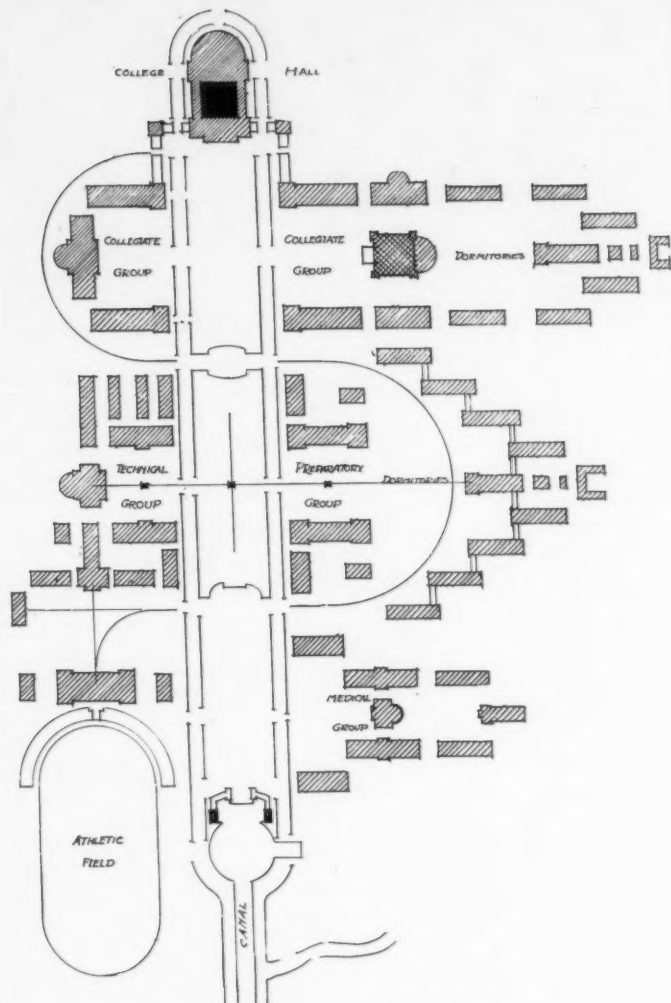 COLLEGE HALL
COLLEGIATE
GROUP
COLLEGIATE
GROUP
DORMITORIES
TECHNICAL
GROUP
PREPARATORY
GROUP
DORMITORIES
MEDICAL
GROUP
ATHLETIC
FIELD
CANAL